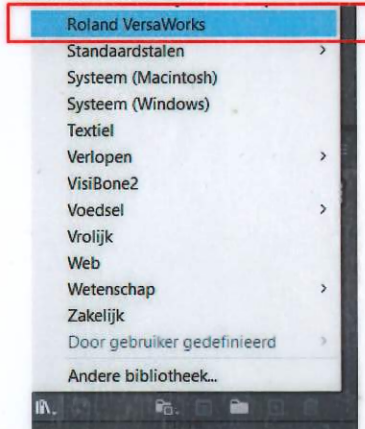 Roland VersaWorks
Standaardstalen
Systeem (Macintosh)
Systeem (Windows)
Textiel
Verlopen
VisiBone2
Voedsel
Vrolijk
Web
Wetenschap
Zakelijk
Door gebruiker gedefinieerd
Andere bibliotheek...